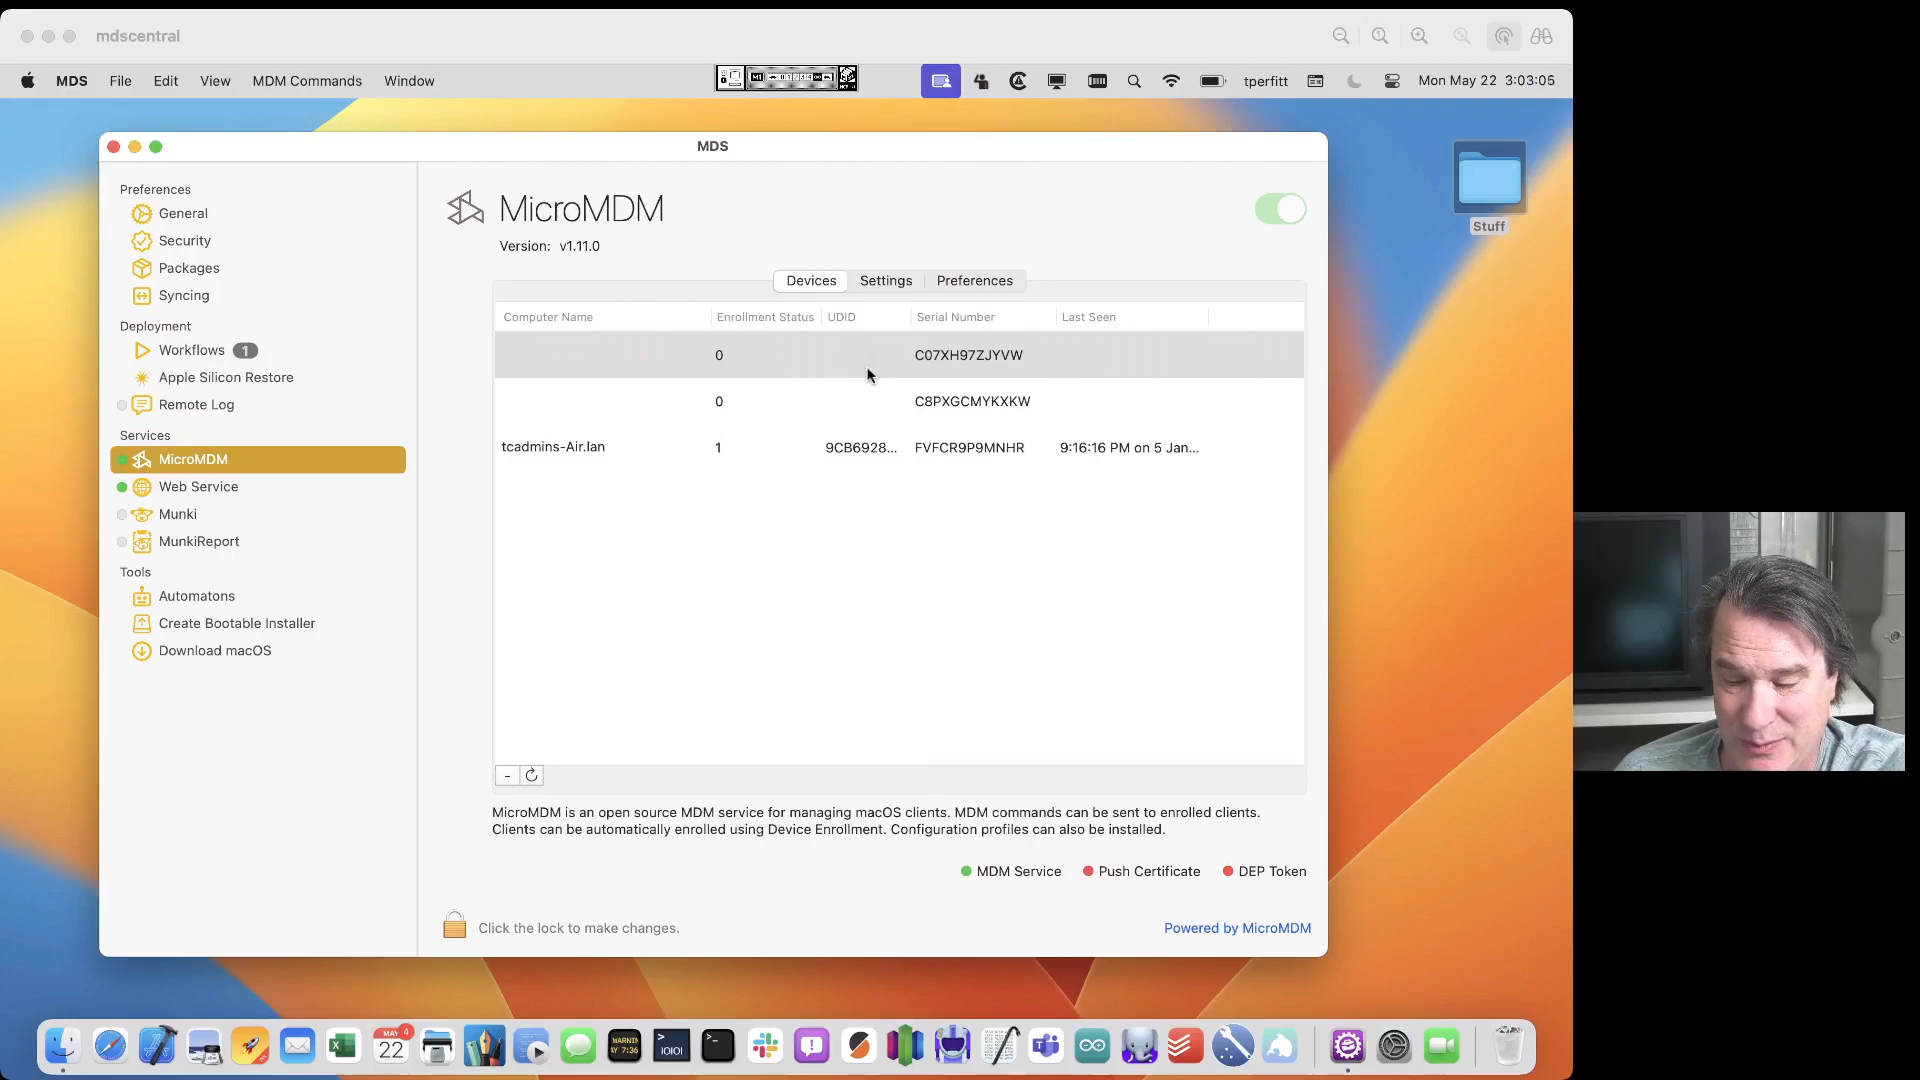 mdscentral
MDS File Edit View MDM Commands Window
tperfitt Mon May 22 3:03:05
MDS
Stuff
Preferences
General
Security
Packages
Syncing
Deployment
Workflows 1
Apple Silicon Restore
Remote Log
Services
MicroMDM
Web Service
Munki
MunkiReport
Tools
Automatons
Create Bootable Installer
Download macOS
MicroMDM
Version: v1.11.0
Devices Settings Preferences
Computer Name Enrollment Status UDID Serial Number Last Seen
0 C07XH97ZJYVW
0 C8PXGCMYKXKW
tcadmins-Air.lan 1 9CB6928... FVFCR9P9MNHR 9:16:16 PM on 5 Jan...
MicroMDM is an open source MDM service for managing macOS clients. MDM commands can be sent to enrolled clients.
Clients can be automatically enrolled using Device Enrollment. Configuration profiles can also be installed.
MDM Service Push Certificate DEP Token
Click the lock to make changes.
Powered by MicroMDM
MAY 4
22